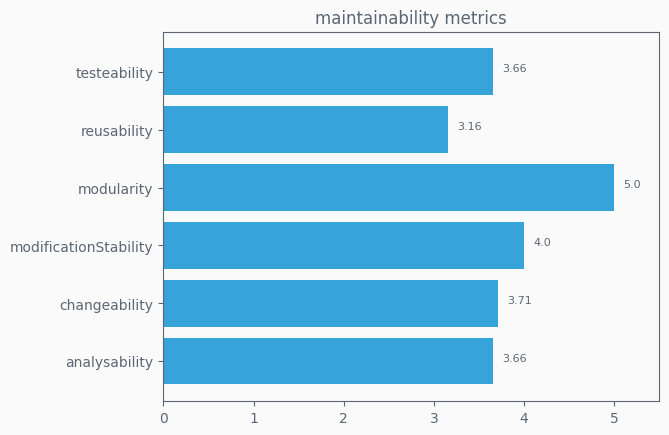 maintainability metrics
testeability
3.66
reusability
3.16
modularity
5.0
modificationStability
4.0
changeability
3.71
analysability
3.66
0 1 2 3 4 5